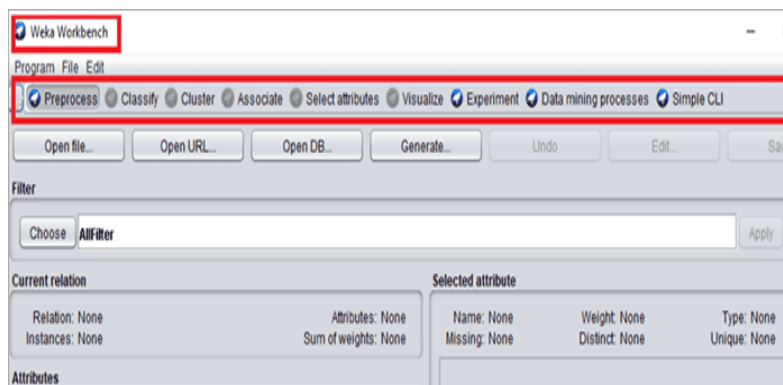 Weka Workbench
Program File Edit
Preprocess Classify Cluster Associate Select attributes Visualize Experiment Data mining processes Simple CLI
Open file... Open URL... Open DB... Generate... Undo Edit...
Filter
Choose AllFilter Apply
Current relation Selected attribute
Relation: None Attributes: None Name: None Weight: None Type: None
Instances: None Sum of weights: None Missing: None Distinct: None Unique: None
Attributes